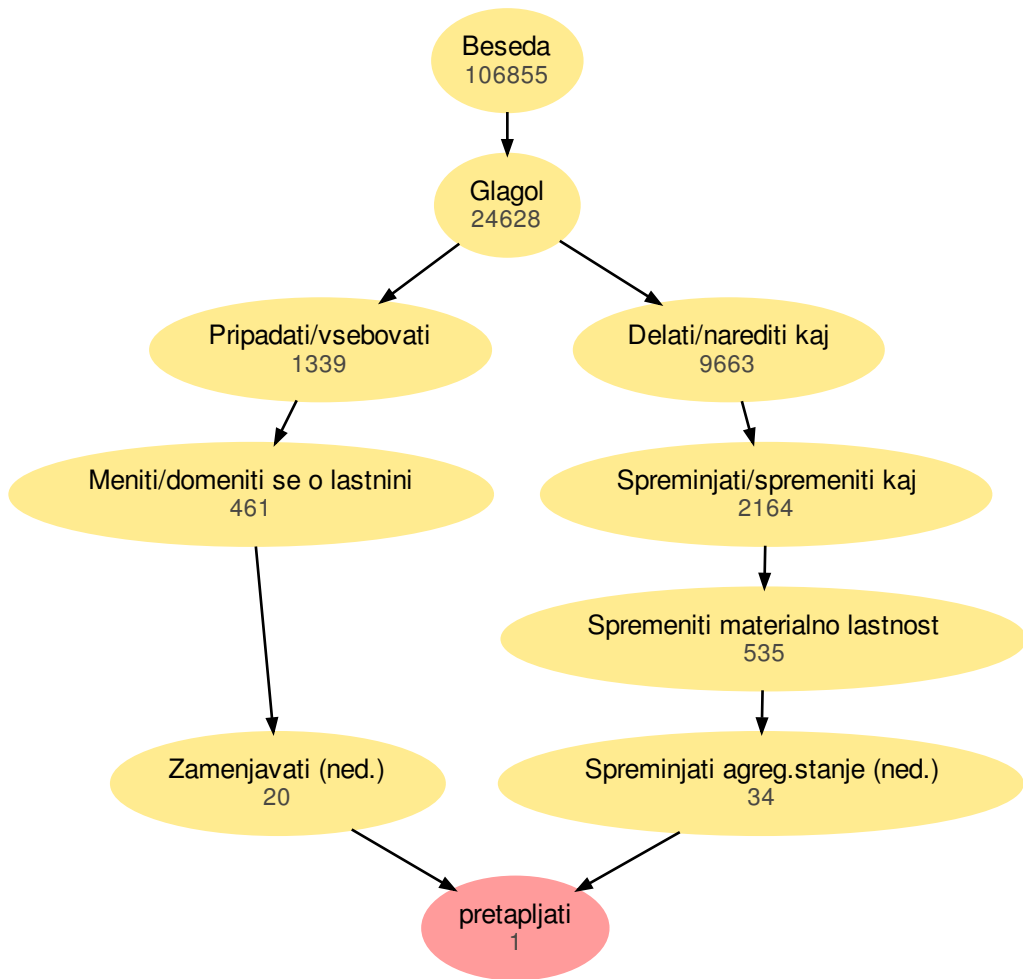 Beseda
106855
Glagol
24628
Pripadati/vsebovati
1339
Delati/narediti kaj
9663
Meniti/domeniti se o lastnini
461
Spreminjati/spremeniti kaj
2164
Spremeniti materialno lastnost
535
Zamenjavati (ned.)
20
Spreminjati agreg.stanje (ned.)
34
pretapljati
1